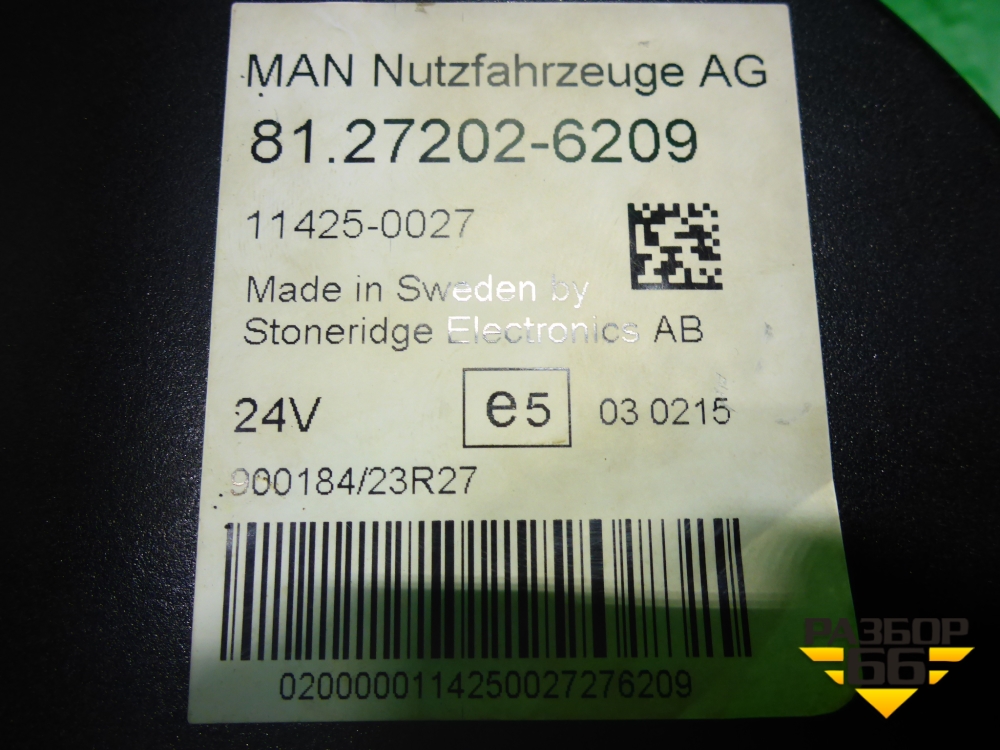 MAN Nutzfahrzeuge AG
81.27202-6209
11425-0027
Made in Sweden by
Stoneridge Electronics AB
24V
e5
03 0215
900184/23R27
0200000114250027276209
РАЗБОР
66